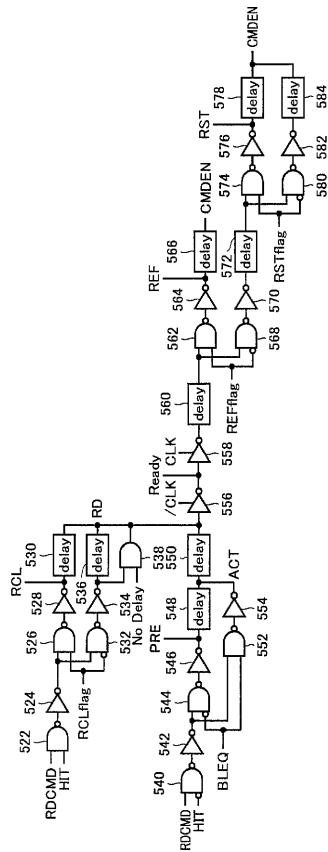 RDCMD
HIT
522
524
RCLflag
526
528
RCL
530
delay
532
534
536
delay
RD
No Delay
538
RDCMD
HIT
540
542
BLEQ
544
546
PRE
548
delay
550
delay
552
554
ACT
/CLK
556
Ready
CLK
558
560
delay
REFflag
562
564
REF
566
delay
CMDEN
568
570
572
delay
RSTflag
574
576
RST
578
delay
CMDEN
580
582
584
delay